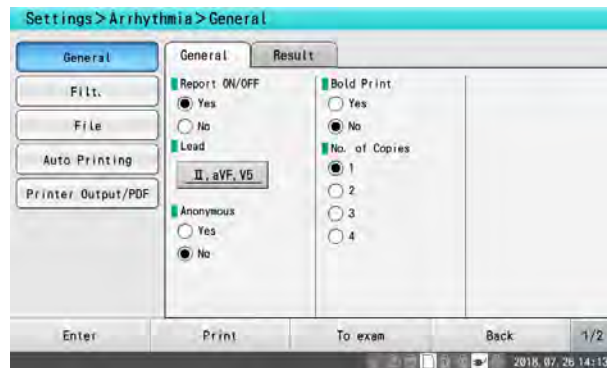 Settings>Arrhythmia>General
General
Filt.
File
Auto Printing
Printer Output/PDF
General
Result
Report ON/OFF
Yes
No
Lead
Ⅱ, aVF, V5
Anonymous
Yes
No
Bold Print
Yes
No
No. of Copies
1
2
3
4
Enter
Print
To exam
Back
1/2
2018.07.26 14:13